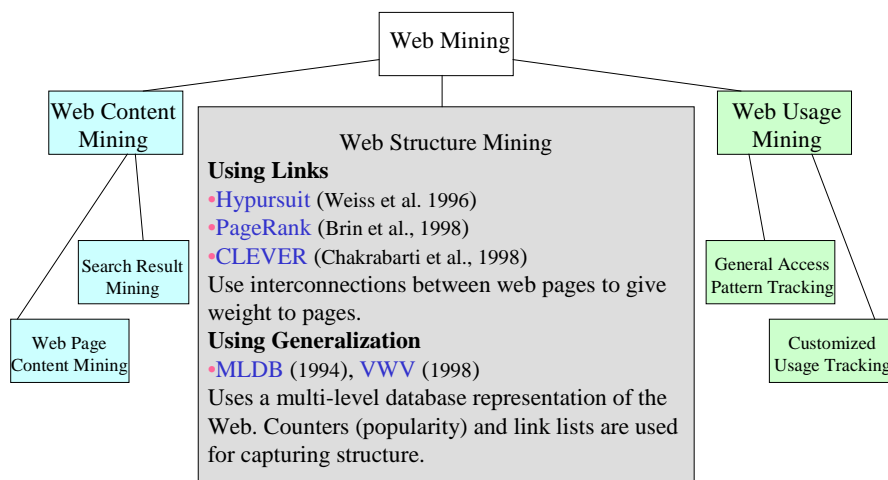 Web Mining
Web Content
Mining
Search Result
Mining
Web Page
Content Mining
Web Structure Mining
Using Links
•Hypursuit (Weiss et al. 1996)
•PageRank (Brin et al., 1998)
•CLEVER (Chakrabarti et al., 1998)
Use interconnections between web pages to give
weight to pages.
Using Generalization
•MLDB (1994), VWV (1998)
Uses a multi-level database representation of the
Web. Counters (popularity) and link lists are used
for capturing structure.
Web Usage
Mining
General Access
Pattern Tracking
Customized
Usage Tracking